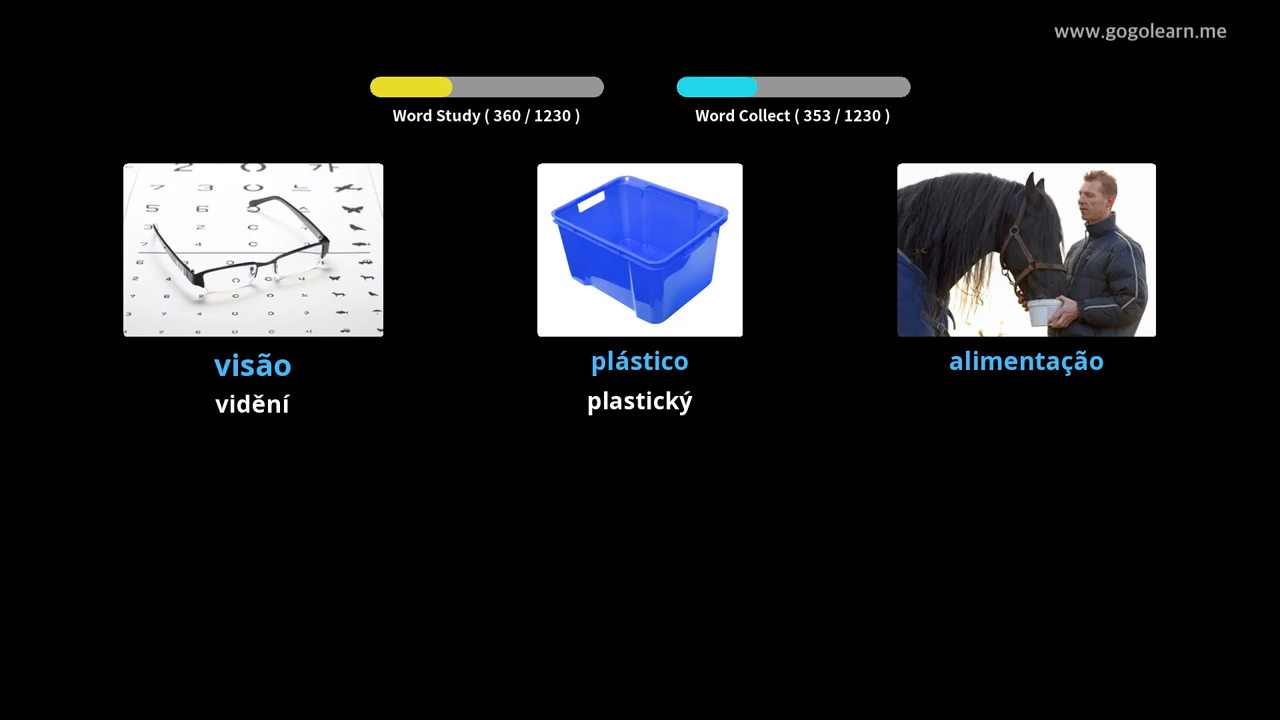 www.gogolearn.me
Word Study ( 360 / 1230 )
Word Collect ( 353 / 1230 )
visão
plástico
alimentação
vidění
plastický